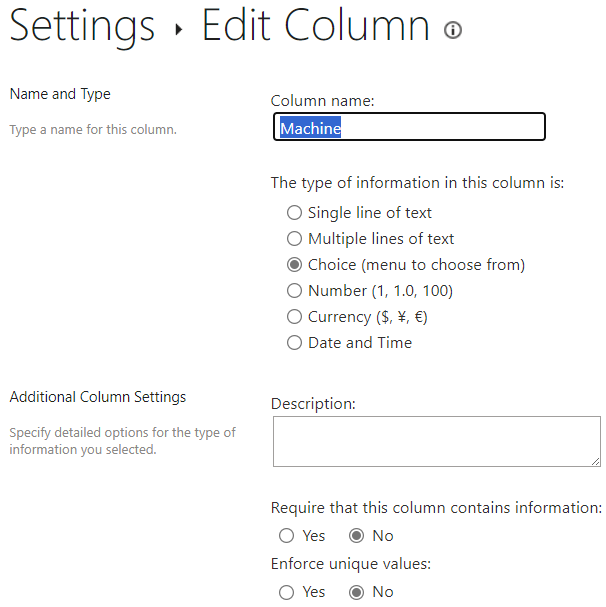 Settings ▸ Edit Column
Name and Type
Type a name for this column.
Column name:
Machine
The type of information in this column is:
Single line of text
Multiple lines of text
Choice (menu to choose from)
Number (1, 1.0, 100)
Currency ($, ¥, €)
Date and Time
Additional Column Settings
Specify detailed options for the type of
information you selected.
Description:
Require that this column contains information:
Yes No
Enforce unique values:
Yes No